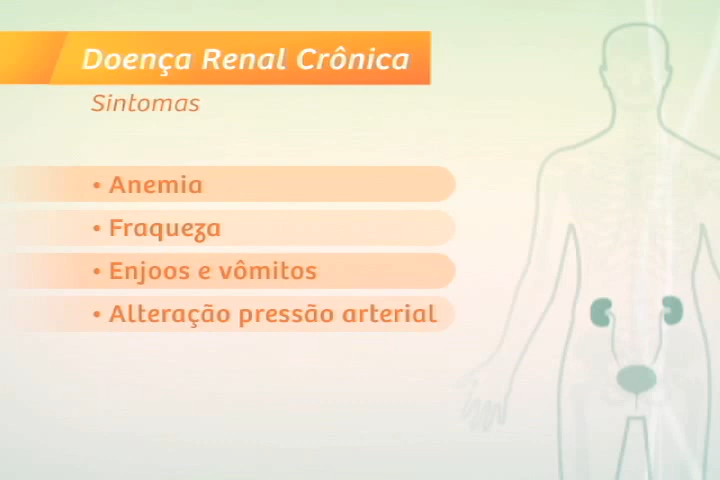 Doença Renal Crônica
Sintomas
• Anemia
• Fraqueza
• Enjoos e vômitos
• Alteração pressão arterial